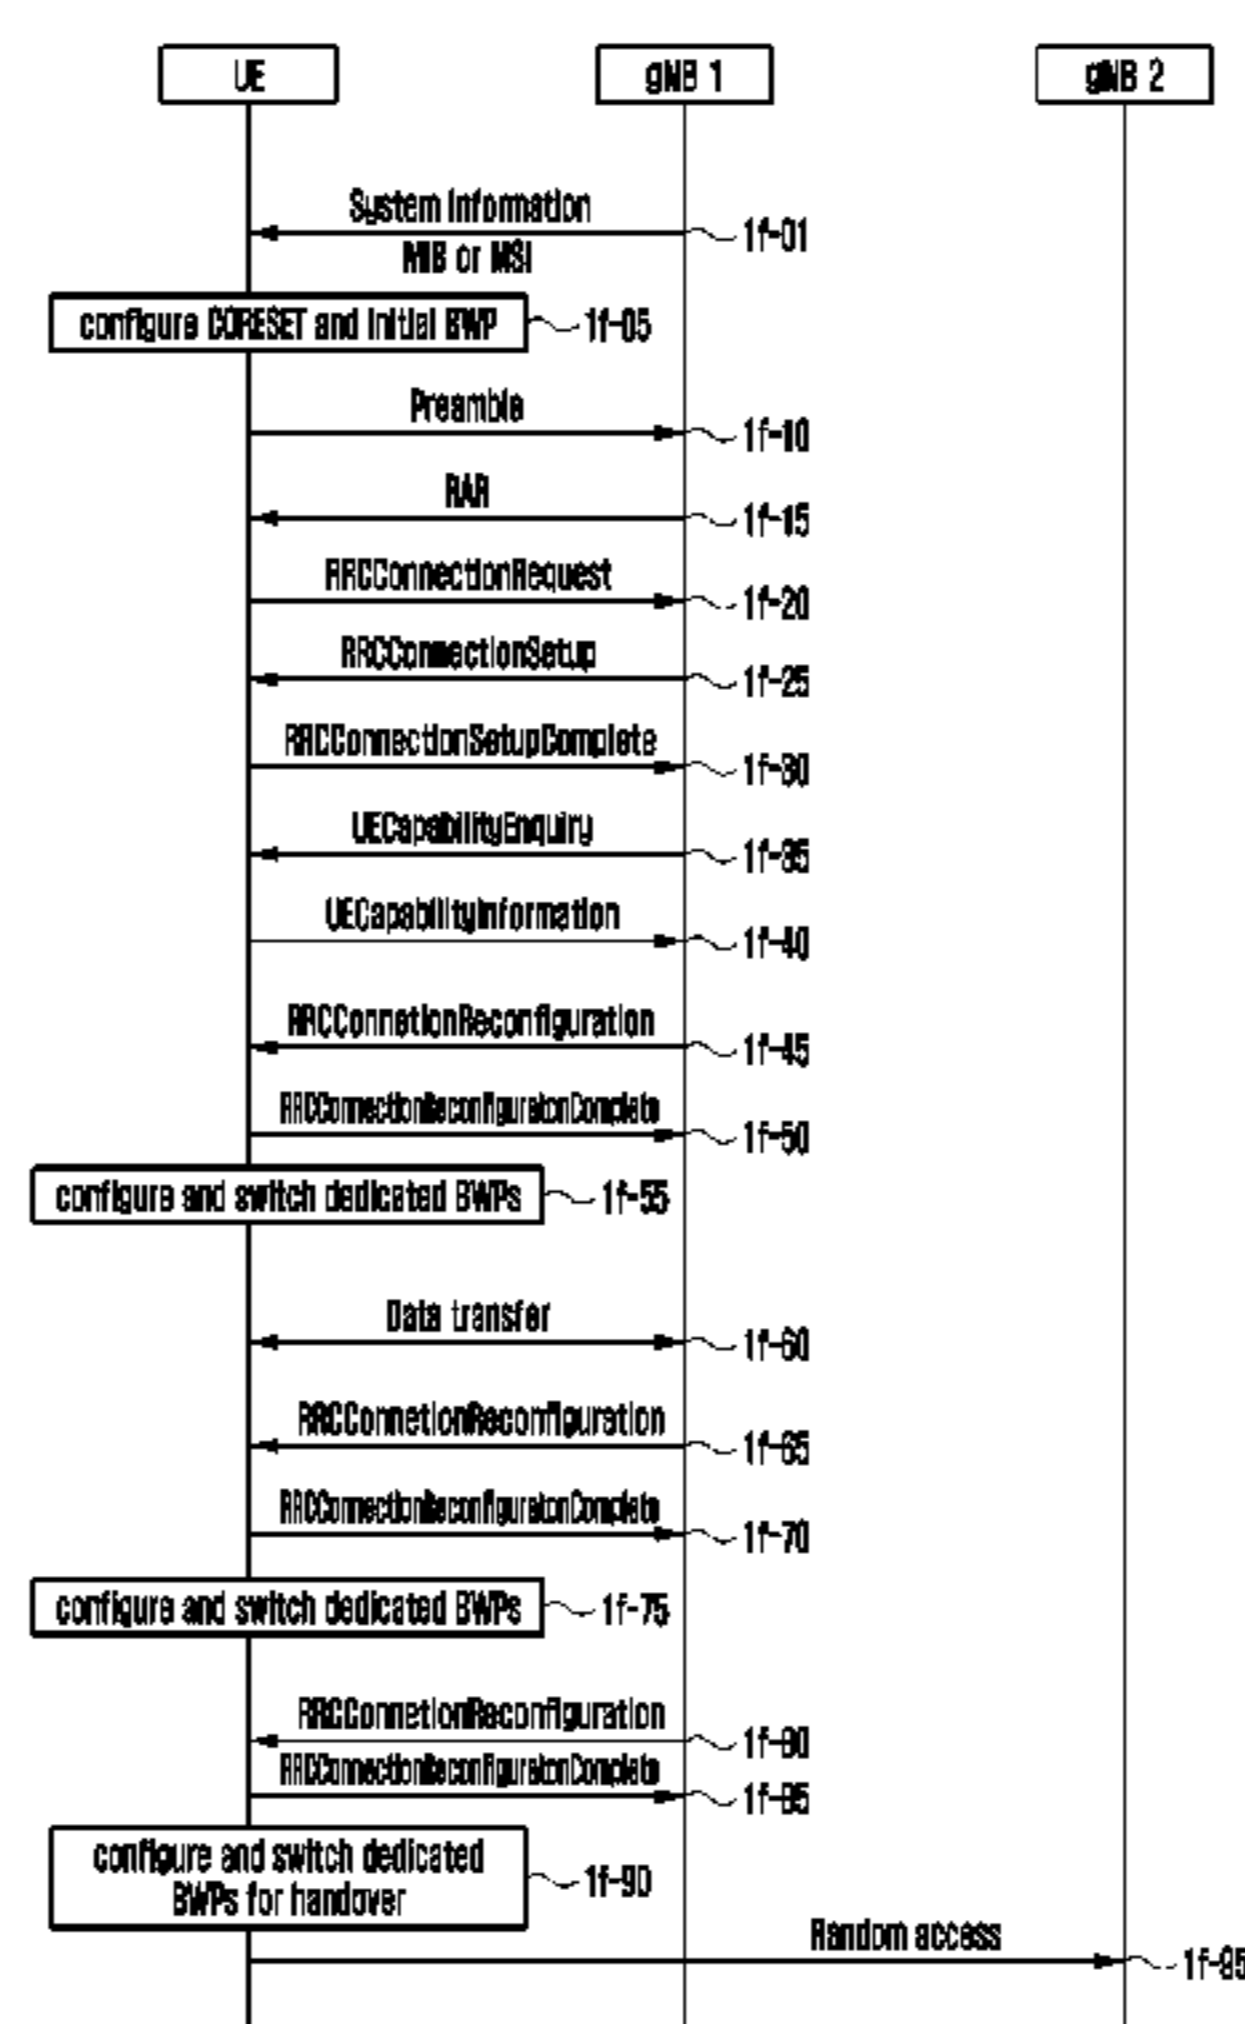 UE
gNB 1
gNB 2
System Information
1f-01
MIB or MSI
configure CORESET and initial BWP
1f-05
Preamble
1f-10
RAR
1f-15
RRCConnectionRequest
1f-20
RRCConnectionSetup
1f-25
RRCConnectionSetupComplete
1f-30
UECapabilityEnquiry
1f-35
UECapabilityInformation
1f-40
RRCConnetionReconfiguration
1f-45
RRCConnectionReconfiguratonComplete
1f-50
configure and switch dedicated BWPs
1f-55
Data transfer
1f-60
RRCConnetionReconfiguration
1f-65
RRCConnectionReconfiguratonComplete
1f-70
configure and switch dedicated BWPs
1f-75
RRCConnetionReconfiguration
1f-80
RRCConnectionReconfiguratonComplete
1f-85
configure and switch dedicated
BWPs for handover
1f-90
Random access
1f-95